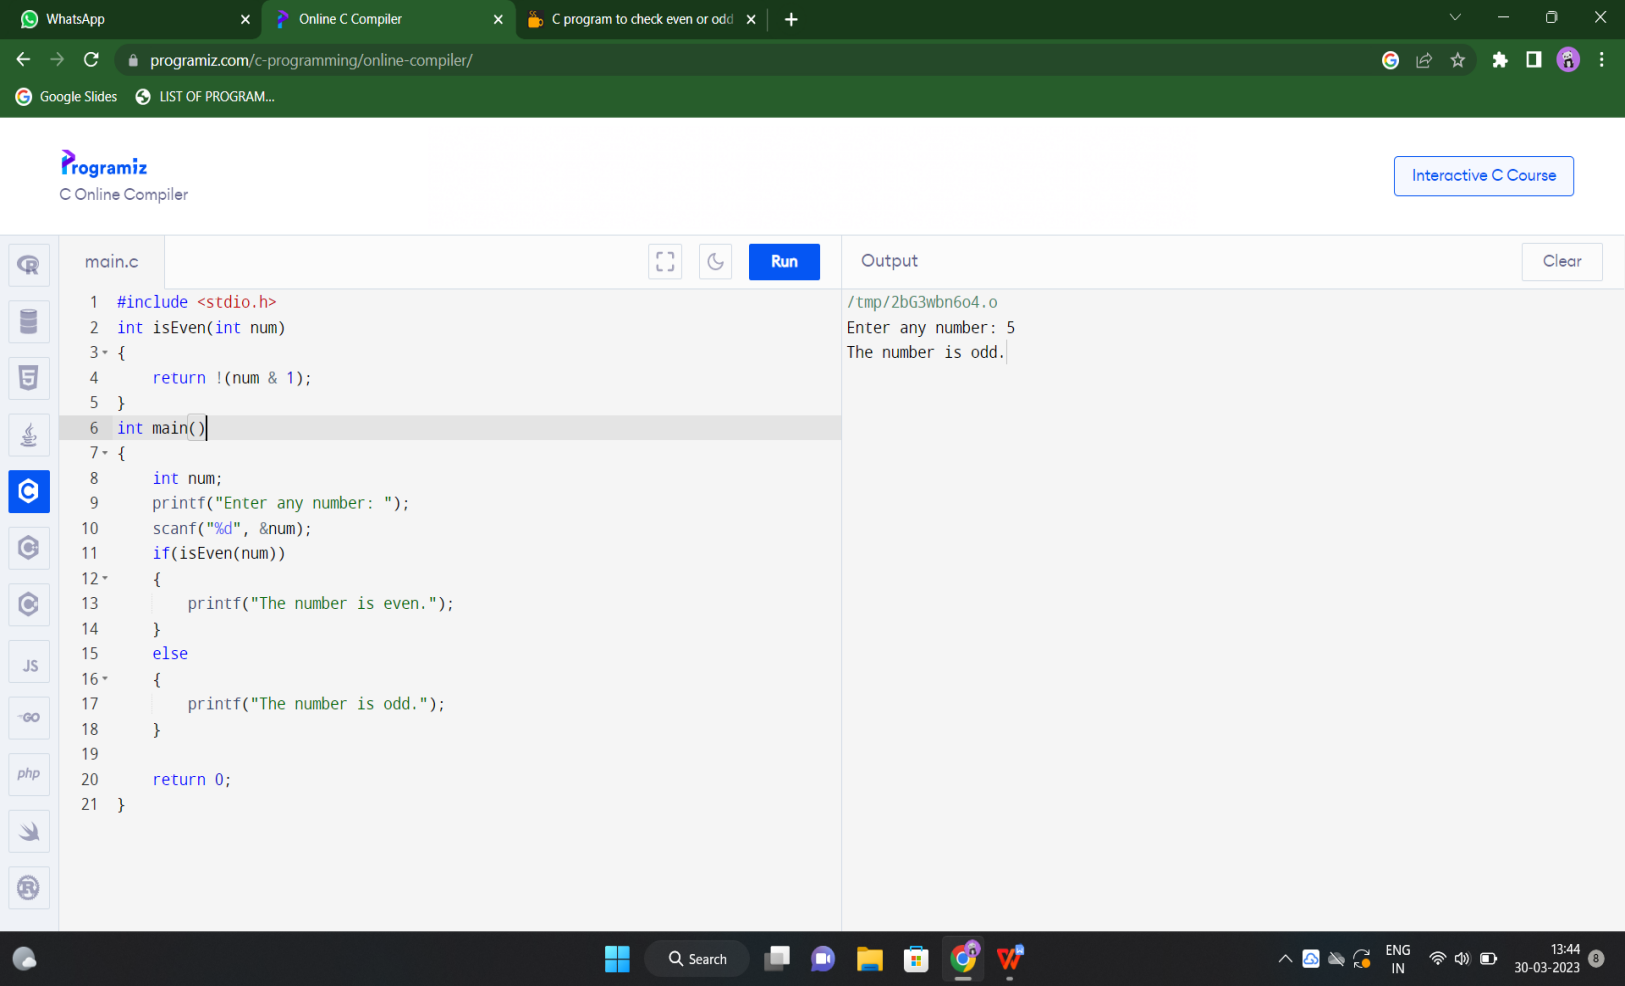 WhatsApp
Online C Compiler
C program to check even or odd
programiz.com/c-programming/online-compiler/
Google Slides
LIST OF PROGRAM...
Programiz
C Online Compiler
Interactive C Course
main.c
Run
Output
Clear
1 #include <stdio.h>
2 int isEven(int num)
3 {
4     return !(num & 1);
5 }
6 int main()
7 {
8     int num;
9     printf("Enter any number: ");
10     scanf("%d", &num);
11     if(isEven(num))
12     {
13         printf("The number is even.");
14     }
15     else
16     {
17         printf("The number is odd.");
18     }
19
20     return 0;
21 }
/tmp/2bG3wbn6o4.o
Enter any number: 5
The number is odd.
R
5
C
C
C
JS
GO
php
R
Search
W
ENG
IN
13:44
30-03-2023
8